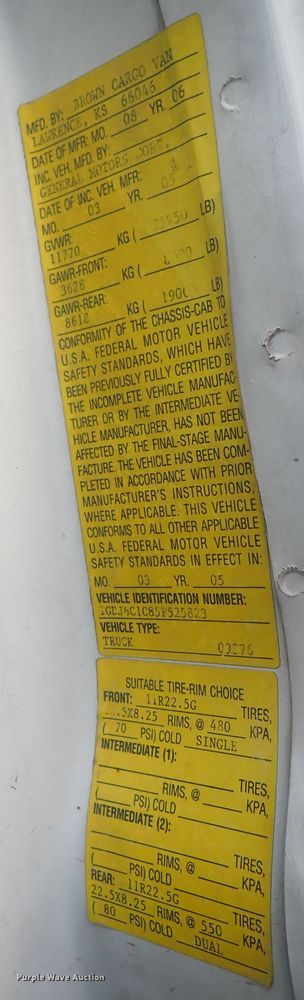 MFD. BY: BROWN CARGO VAN
LAWRENCE, KS 66046
DATE OF MFR: MO. 08 YR. 06
INC. VEH. MFD. BY:
GENERAL MOTORS CORP.
DATE OF INC. VEH. MFR:
MO. 03 YR. 05
GVWR:
11770 KG ( LB)
GAWR-FRONT:
3628 KG ( LB)
GAWR-REAR:
8618 KG ( LB)
CONFORMITY OF THE CHASSIS-CAB TO
U.S.A. FEDERAL MOTOR VEHICLE
SAFETY STANDARDS, WHICH HAVE
BEEN PREVIOUSLY FULLY CERTIFIED BY
THE INCOMPLETE VEHICLE MANUFAC-
TURER OR BY THE INTERMEDIATE VE-
HICLE MANUFACTURER, HAS NOT BEEN
AFFECTED BY THE FINAL-STAGE MANU-
FACTURE. THE VEHICLE HAS BEEN COM-
PLETED IN ACCORDANCE WITH PRIOR
MANUFACTURER'S INSTRUCTIONS,
WHERE APPLICABLE. THIS VEHICLE
CONFORMS TO ALL OTHER APPLICABLE
U.S.A. FEDERAL MOTOR VEHICLE
SAFETY STANDARDS IN EFFECT IN:
MO. 03 YR. 05
VEHICLE IDENTIFICATION NUMBER:
VEHICLE TYPE:
TRUCK
SUITABLE TIRE-RIM CHOICE
FRONT: 11R22.5G TIRES,
RIMS, @ 480 KPA,
( 70 PSI) COLD SINGLE
INTERMEDIATE (1):
TIRES,
RIMS, @ KPA,
( PSI) COLD
INTERMEDIATE (2):
TIRES,
RIMS, @ KPA,
( PSI) COLD
REAR: 11R22.5G TIRES,
22.5X8.25 RIMS, @ 550 KPA,
( 80 PSI) COLD DUAL
Purple Wave Auction